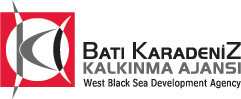 BATI KARADENİZ
KALKINMA AJANSI
West Black Sea Development Agency